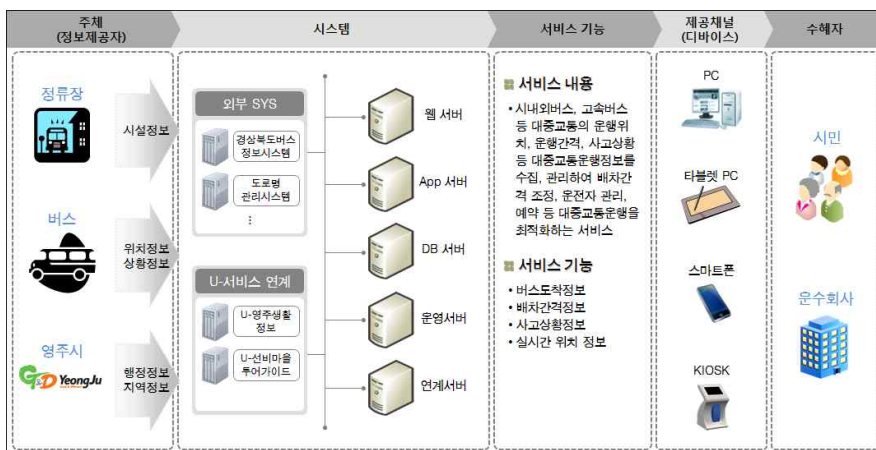 주체
(정보제공자)
시스템
서비스 기능
제공채널
(디바이스)
수혜자
정류장
시설정보
버스
위치정보
상황정보
영주시
G&D YeongJu
행정정보
지역정보
외부 SYS
경상북도버스
정보시스템
도로명
관리시스템
⋮
U-서비스 연계
U-영주생활
정보
U-선비마을
투어가이드
웹 서버
App 서버
DB 서버
운영서버
연계서버
서비스 내용
• 시내외버스, 고속버스
등 대중교통의 운행위
치, 운행간격, 사고상황
등 대중교통운행정보를
수집, 관리하여 배차간
격 조정, 운전자 관리,
예약 등 대중교통운행을
최적화하는 서비스
서비스 기능
• 버스도착정보
• 배차간격정보
• 사고상황정보
• 실시간 위치 정보
PC
타블렛 PC
스마트폰
KIOSK
시민
운수회사